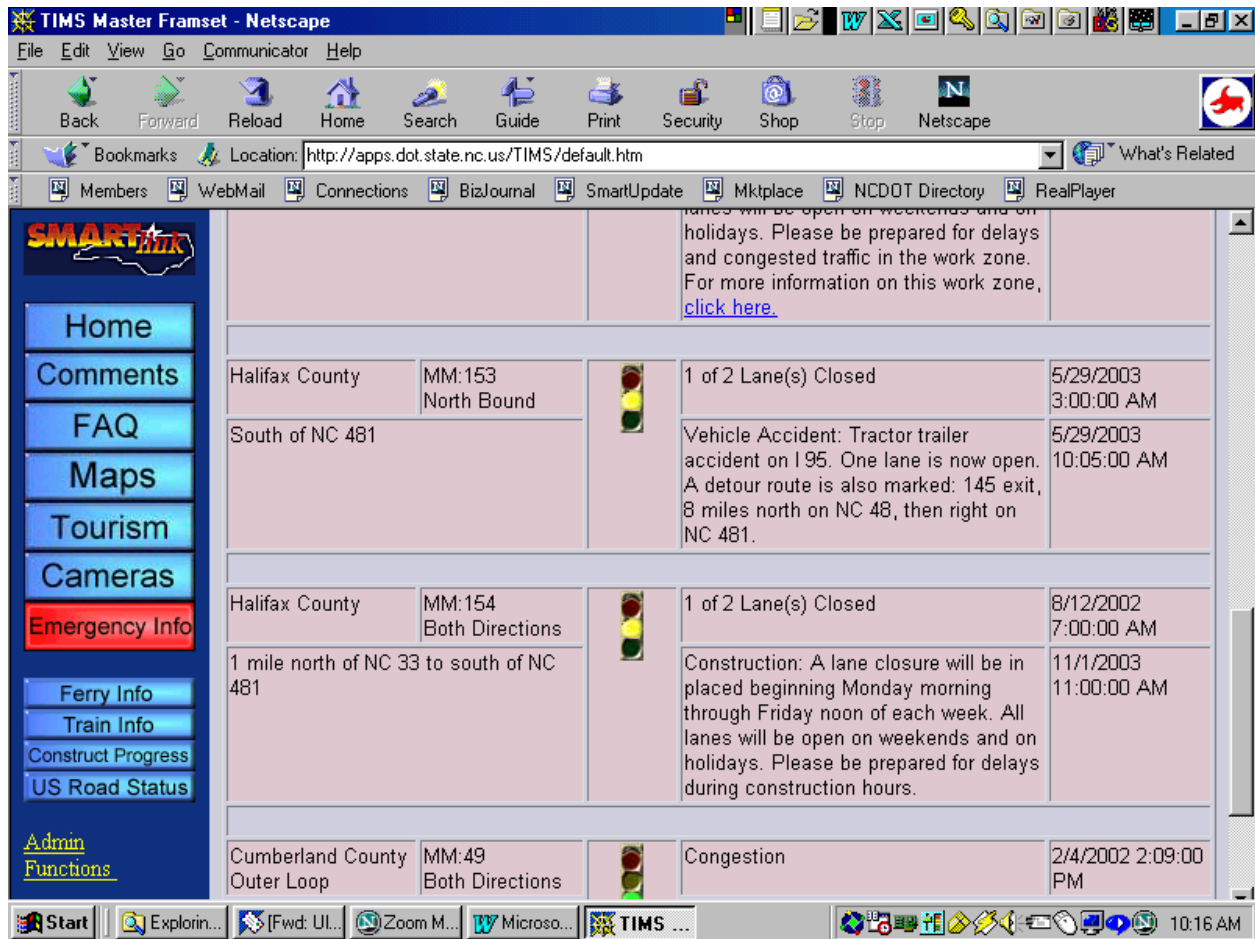 TIMS Master Framset - Netscape
File Edit View Go Communicator Help
Back Forward Reload Home Search Guide Print Security Shop Stop Netscape
Bookmarks Location: http://apps.dot.state.nc.us/TIMS/default.htm What's Related
Members WebMail Connections BizJournal SmartUpdate Mktplace NCDOT Directory RealPlayer
SMARTlink
Home
Comments
FAQ
Maps
Tourism
Cameras
Emergency Info
Ferry Info
Train Info
Construct Progress
US Road Status
Admin
Functions
lanes will be open on weekends and on
holidays. Please be prepared for delays
and congested traffic in the work zone.
For more information on this work zone,
click here.
Halifax County
MM:153
North Bound
1 of 2 Lane(s) Closed
5/29/2003
3:00:00 AM
South of NC 481
Vehicle Accident: Tractor trailer
accident on I 95. One lane is now open.
A detour route is also marked: 145 exit,
8 miles north on NC 48, then right on
NC 481.
5/29/2003
10:05:00 AM
Halifax County
MM:154
Both Directions
1 of 2 Lane(s) Closed
8/12/2002
7:00:00 AM
1 mile north of NC 33 to south of NC
481
Construction: A lane closure will be in
placed beginning Monday morning
through Friday noon of each week. All
lanes will be open on weekends and on
holidays. Please be prepared for delays
during construction hours.
11/1/2003
11:00:00 AM
Cumberland County
Outer Loop
MM:49
Both Directions
Congestion
2/4/2002 2:09:00
PM
Start Explorin... [Fwd: UI... Zoom M... Microso... TIMS ... 10:16 AM